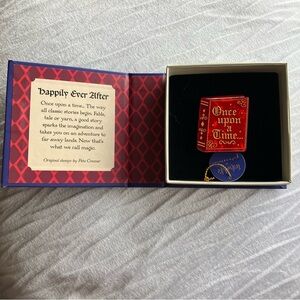 Happily Ever After
Once upon a time... The way
all classic stories begin. Fable,
tale or yarn, a good story
sparks the imagination and
takes you on an adventure to
far away lands. Now that's
what we call magic.
Original design by Pete Conner
Once
upon
a
Time...